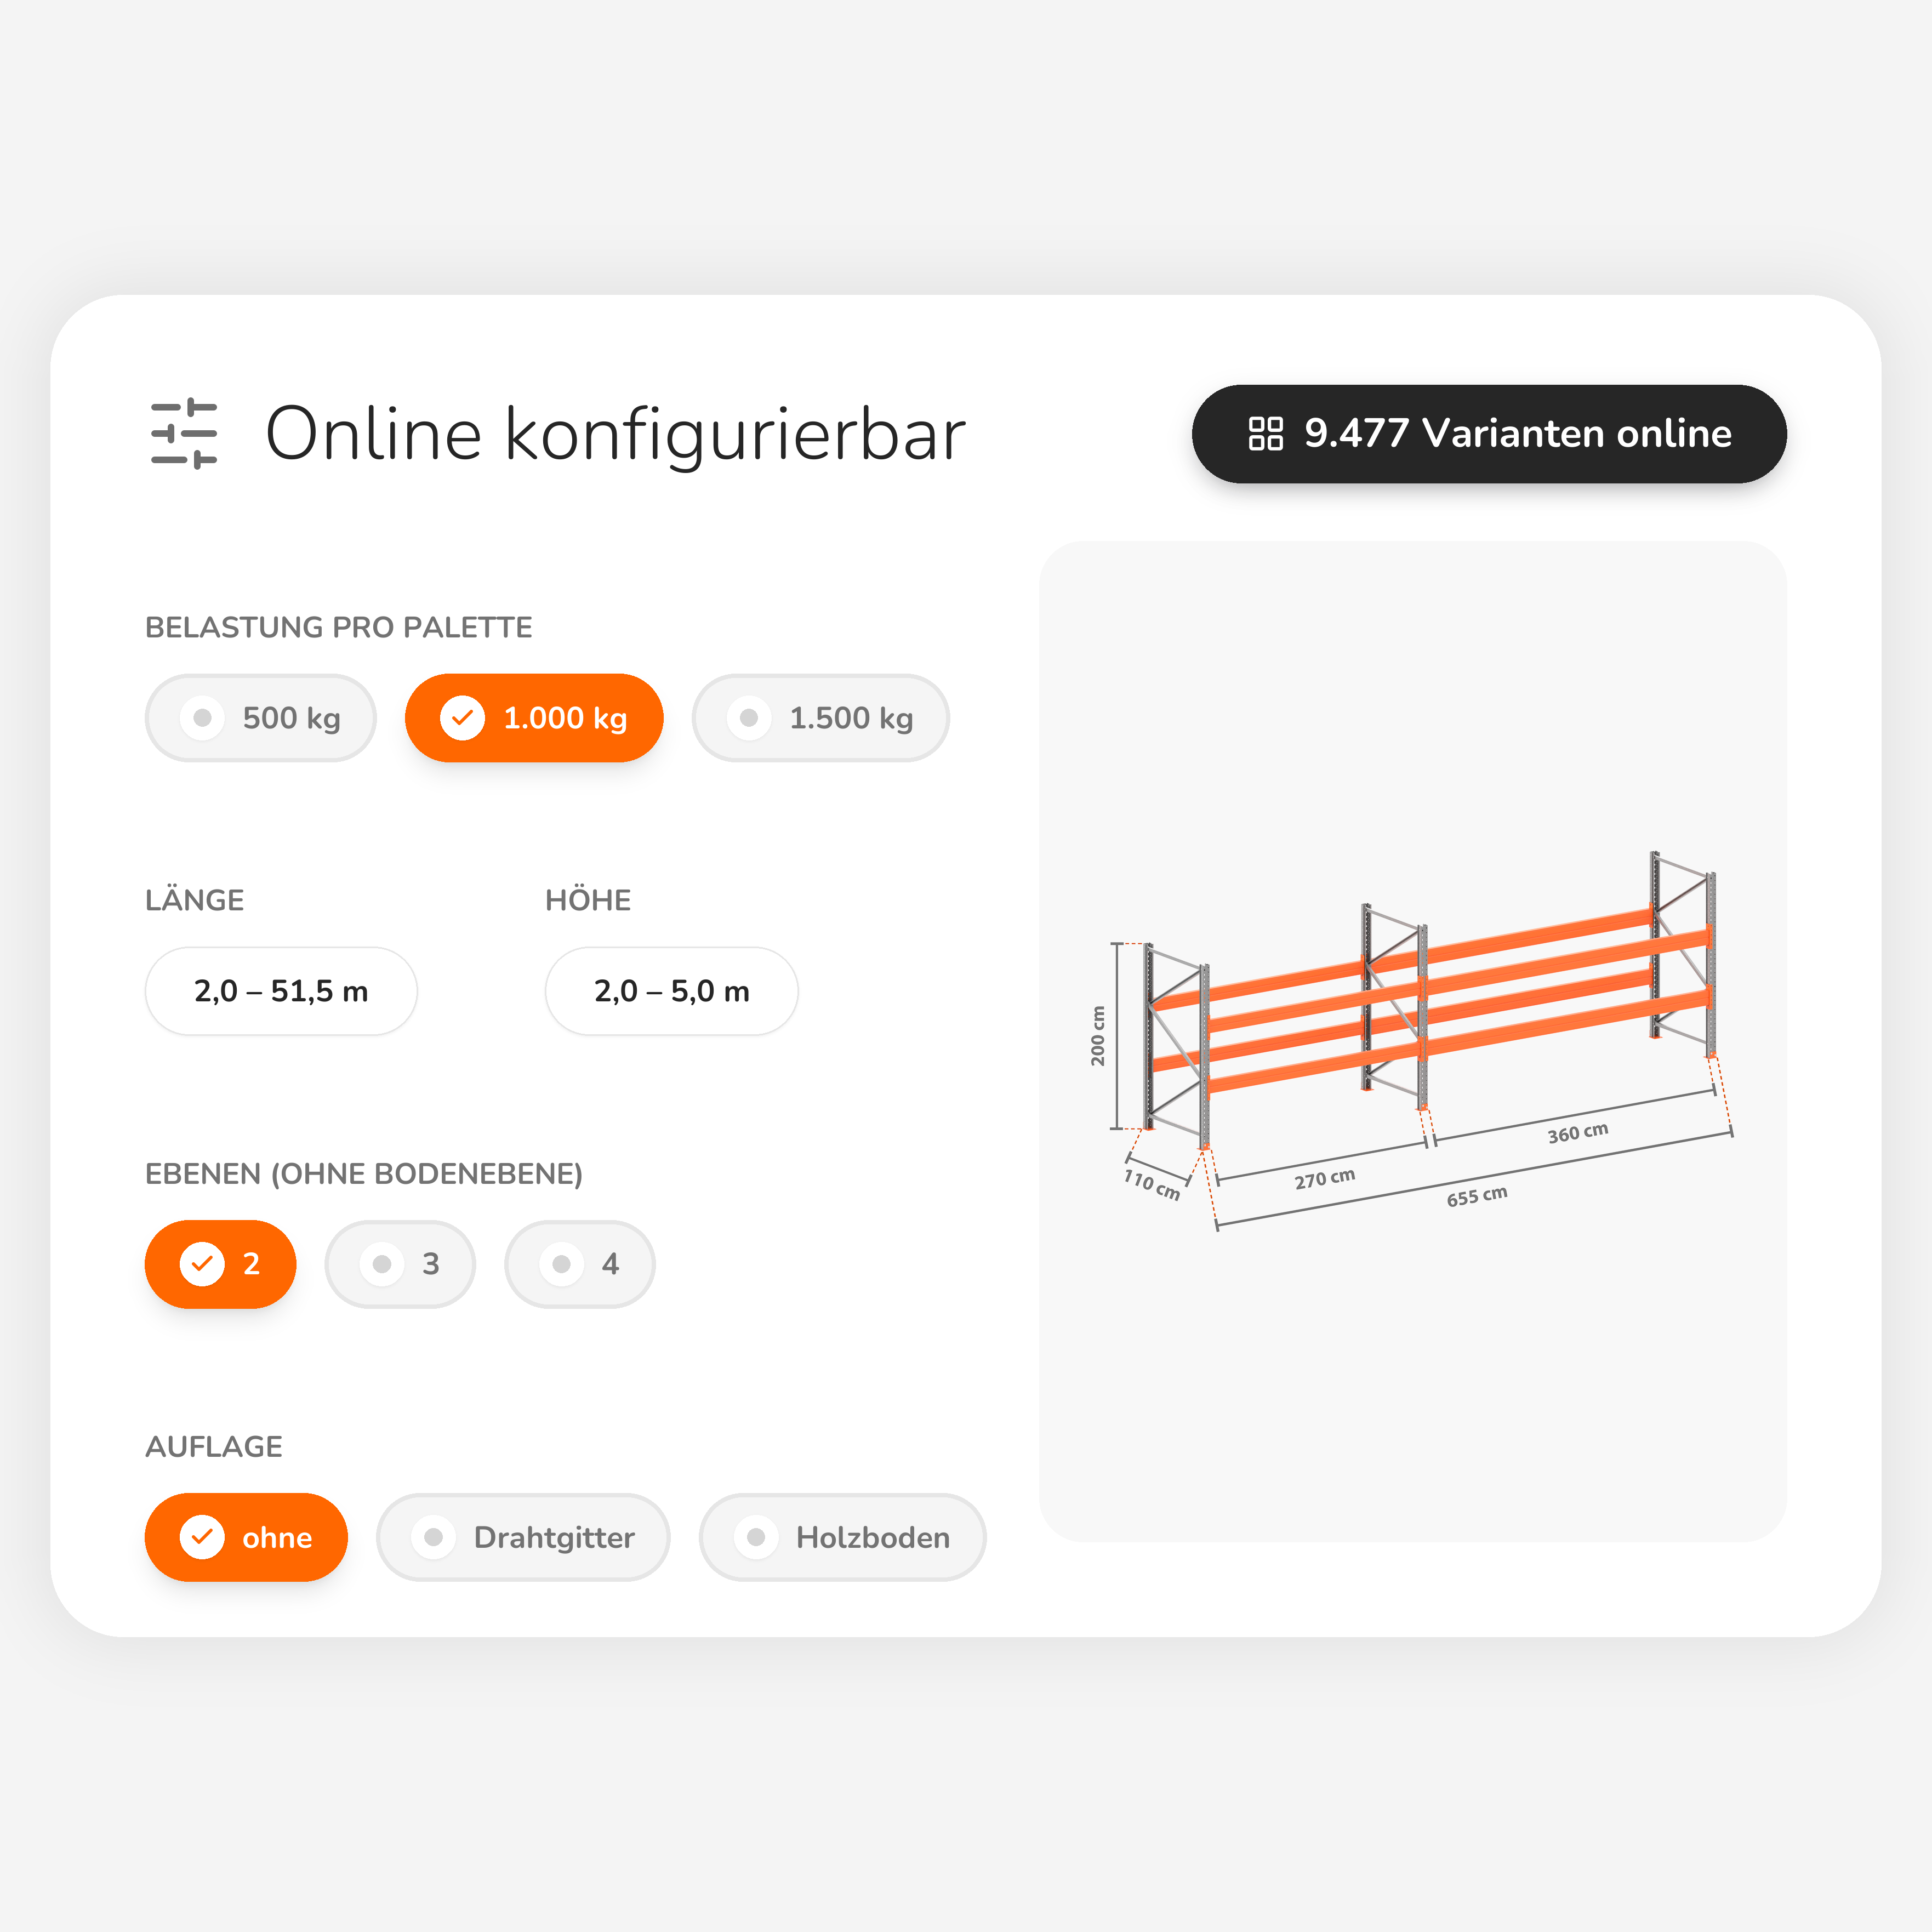 Online konfigurierbar
9.477 Varianten online
BELASTUNG PRO PALETTE
500 kg
1.000 kg
1.500 kg
LÄNGE
HÖHE
2,0 – 51,5 m
2,0 – 5,0 m
EBENEN (OHNE BODENEBENE)
2
3
4
AUFLAGE
ohne
Drahtgitter
Holzboden
200 cm
110 cm
270 cm
360 cm
655 cm